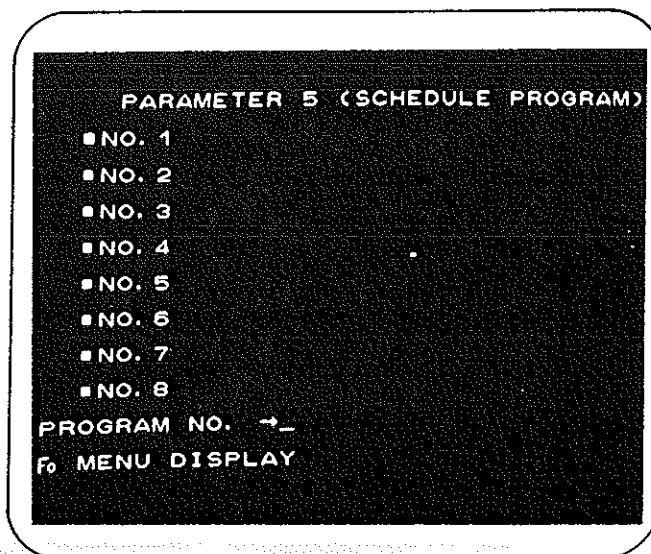 PARAMETER 5 (SCHEDULE PROGRAM)
■NO. 1
■NO. 2
■NO. 3
■NO. 4
■NO. 5
■NO. 6
■NO. 7
■NO. 8
PROGRAM NO. →_
Fo MENU DISPLAY